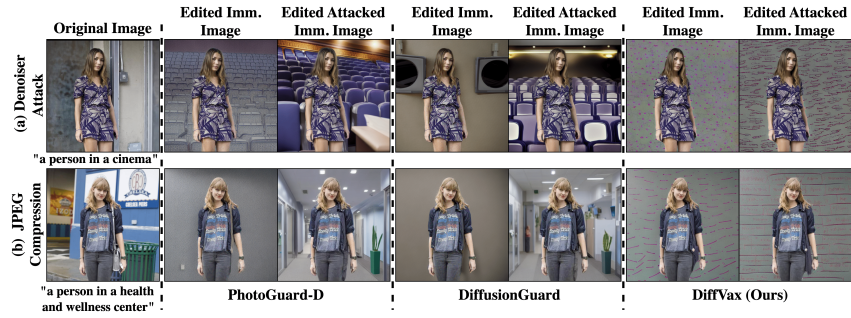 Original Image
Edited Imm.
Image
Edited Attacked
Imm. Image
Edited Imm.
Image
Edited Attacked
Imm. Image
Edited Imm.
Image
Edited Attacked
Imm. Image
(a) Denoiser
Attack
"a person in a cinema"
(b) JPEG
Compression
"a person in a health
and wellness center"
PhotoGuard-D
DiffusionGuard
DiffVax (Ours)